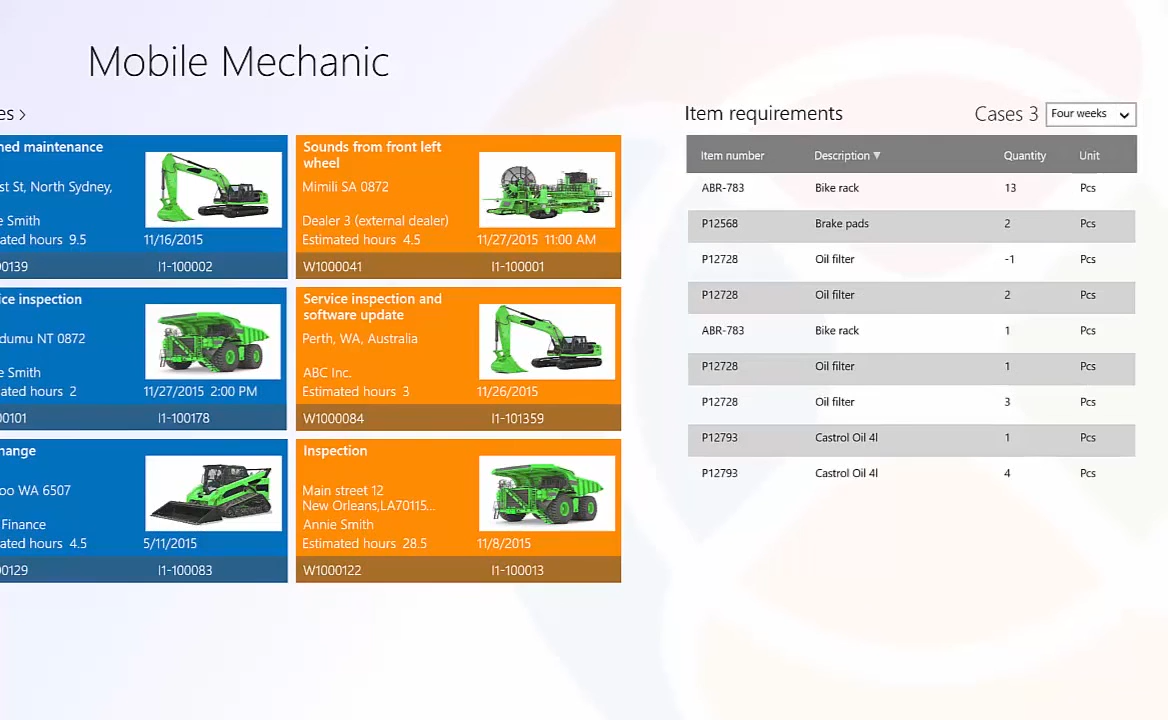 Mobile Mechanic
es >
ned maintenance
st St, North Sydney,
e Smith
ated hours 9.5
11/16/2015
00139
I1-100002
Sounds from front left
wheel
Mimili SA 0872
Dealer 3 (external dealer)
Estimated hours 4.5
11/27/2015 11:00 AM
W1000041
I1-100001
ice inspection
dumu NT 0872
e Smith
ated hours 2
11/27/2015 2:00 PM
00101
I1-100178
Service inspection and
software update
Perth, WA, Australia
ABC Inc.
Estimated hours 3
11/26/2015
W1000084
I1-101359
hange
oo WA 6507
Finance
ated hours 4.5
5/11/2015
00129
I1-100083
Inspection
Main street 12
New Orleans,LA70115...
Annie Smith
Estimated hours 28.5
11/8/2015
W1000122
I1-100013
Item requirements
Cases 3 Four weeks
Item number Description Quantity Unit
ABR-783 Bike rack 13 Pcs
P12568 Brake pads 2 Pcs
P12728 Oil filter -1 Pcs
P12728 Oil filter 2 Pcs
ABR-783 Bike rack 1 Pcs
P12728 Oil filter 1 Pcs
P12728 Oil filter 3 Pcs
P12793 Castrol Oil 4l 1 Pcs
P12793 Castrol Oil 4l 4 Pcs